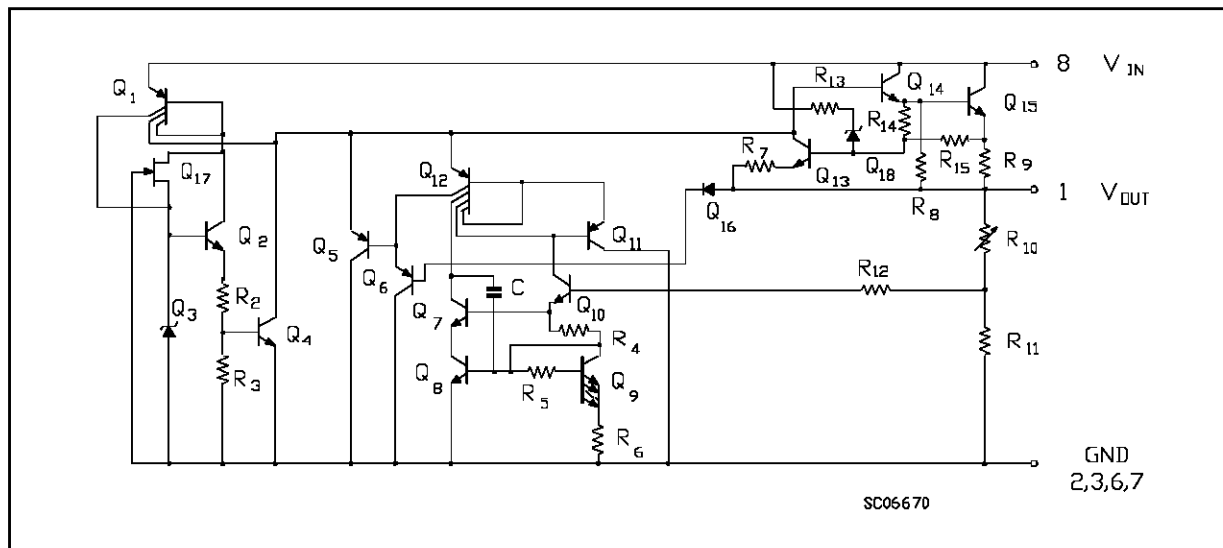 8 V IN
Q1
R13
Q14
Q15
R14
R7
R15
R9
Q17
Q12
Q13
Q18
1 V OUT
R8
Q16
Q2
Q5
Q11
R10
Q6
R12
C
R2
Q3
Q7
Q10
Q4
R4
R11
R3
Q8
R5
Q9
R6
GND
2,3,6,7
SC06670